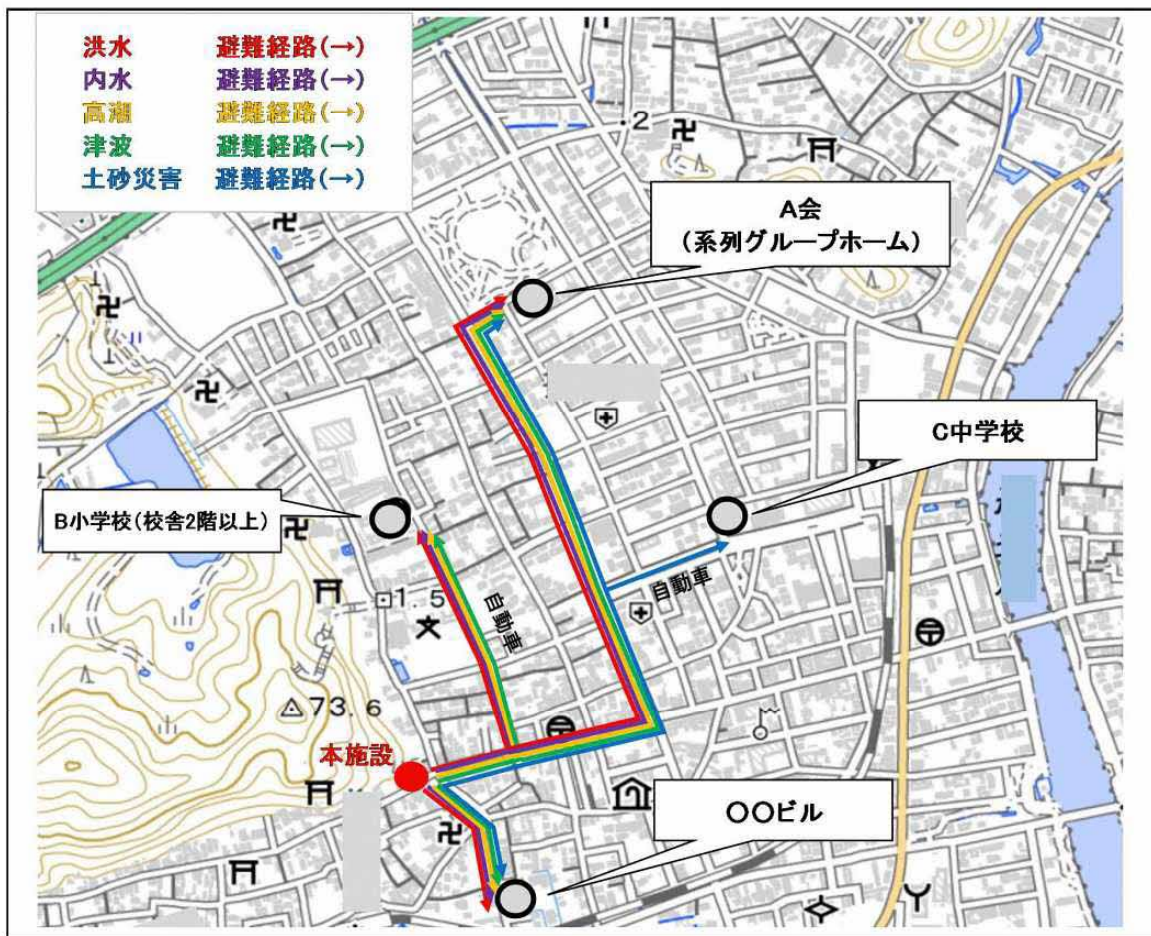 洪水 避難経路(→)
内水 避難経路(→)
高潮 避難経路(→)
津波 避難経路(→)
土砂災害 避難経路(→)
.2
A会
(系列グループホーム)
C中学校
B小学校(校舎2階以上)
1.5
自動車
自動車
73.6
本施設
〇〇ビル